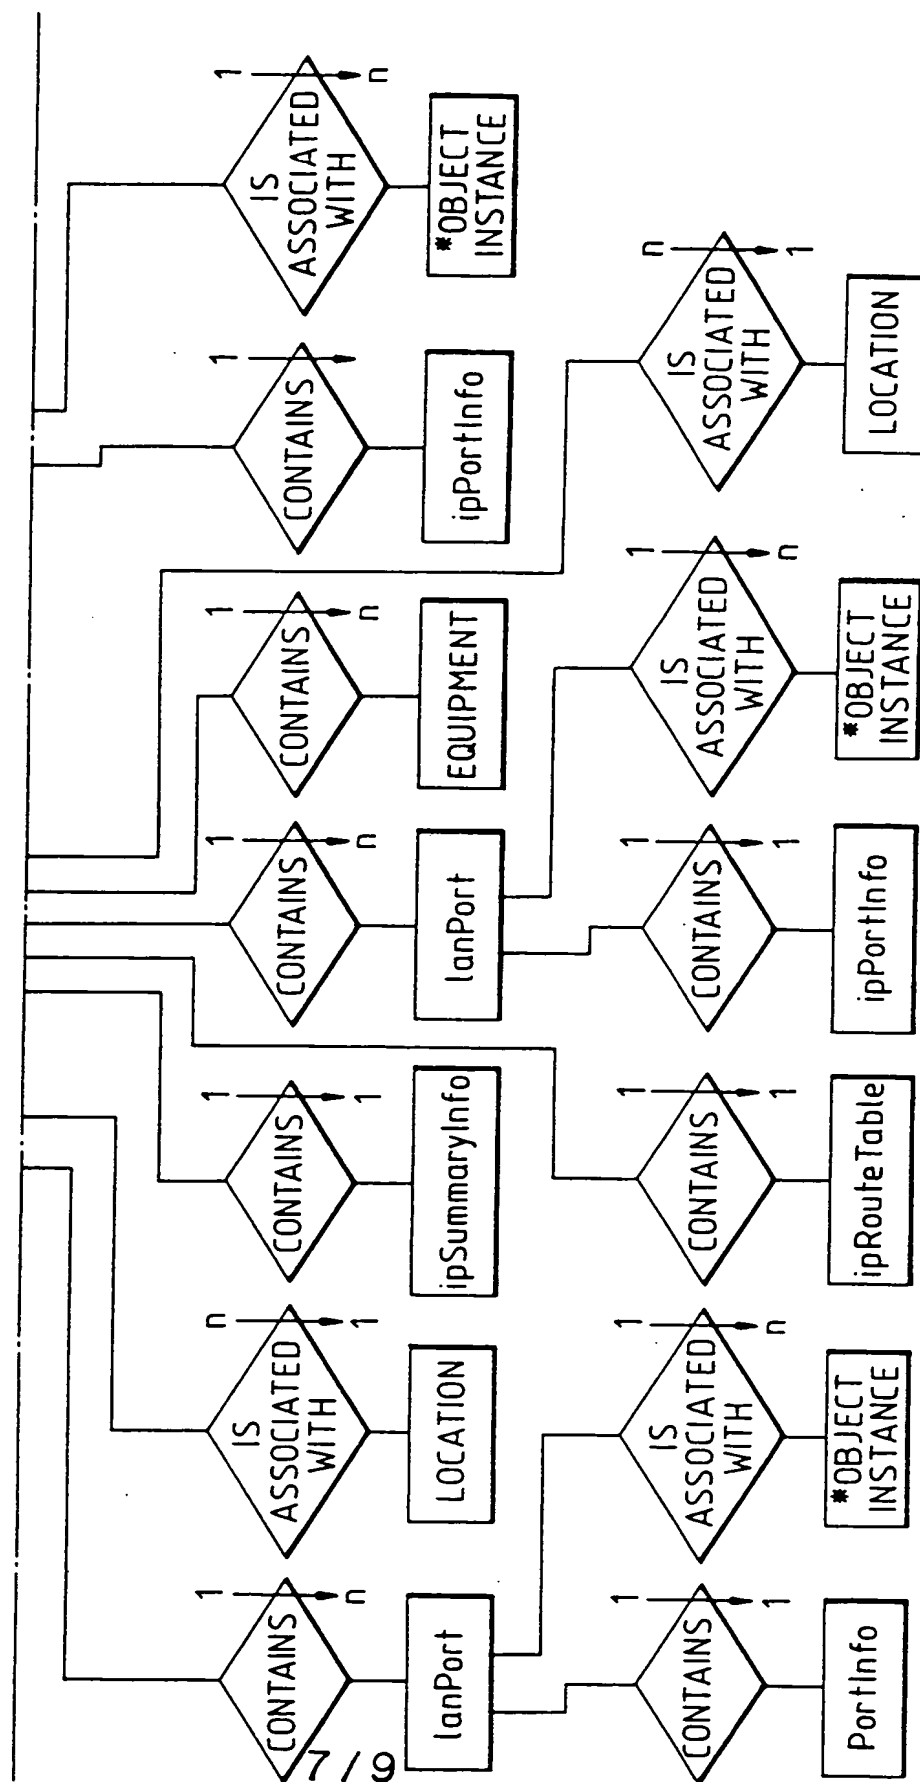 CONTAINS
1
n
lanPort
IS
ASSOCIATED
WITH
n
1
LOCATION
CONTAINS
1
1
ipSummaryInfo
CONTAINS
1
n
lanPort
CONTAINS
1
n
EQUIPMENT
CONTAINS
1
ipPortInfo
IS
ASSOCIATED
WITH
1
n
*OBJECT
INSTANCE
CONTAINS
1
1
PortInfo
IS
ASSOCIATED
WITH
1
n
*OBJECT
INSTANCE
CONTAINS
1
1
ipRouteTable
CONTAINS
1
1
ipPortInfo
IS
ASSOCIATED
WITH
1
n
*OBJECT
INSTANCE
IS
ASSOCIATED
WITH
n
1
LOCATION
7/9